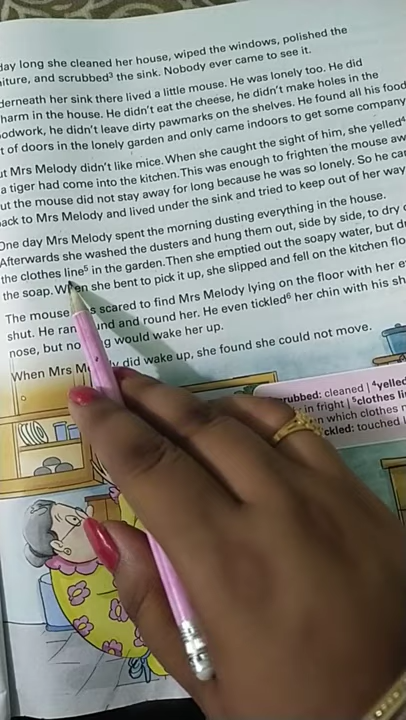 day long she cleaned her house, wiped the windows, polished the
niture, and scrubbed³ the sink. Nobody ever came to see it.
derneath her sink there lived a little mouse. He was lonely too. He did
harm in the house. He didn't eat the cheese, he didn't make holes in the
odwork, he didn't leave dirty pawmarks on the shelves. He found all his food
t of doors in the lonely garden and only came indoors to get some company
ut Mrs Melody didn't like mice. When she caught the sight of him, she yelled⁴
a tiger had come into the kitchen. This was enough to frighten the mouse aw
ut the mouse did not stay away for long because he was so lonely. So he car
ack to Mrs Melody and lived under the sink and tried to keep out of her way
One day Mrs Melody spent the morning dusting everything in the house.
Afterwards she washed the dusters and hung them out, side by side, to dry
the clothes line⁵ in the garden. Then she emptied out the soapy water, but dr
the soap. When she bent to pick it up, she slipped and fell on the kitchen flo
The mouse s scared to find Mrs Melody lying on the floor with her e
shut. He ran und and round her. He even tickled⁶ her chin with his sh
nose, but no ng would wake her up.
When Mrs M ly did wake up, she found she could not move.
rubbed: cleaned | ⁴yelled
in fright | ⁵clothes li
n which clothes
ckled: touched l